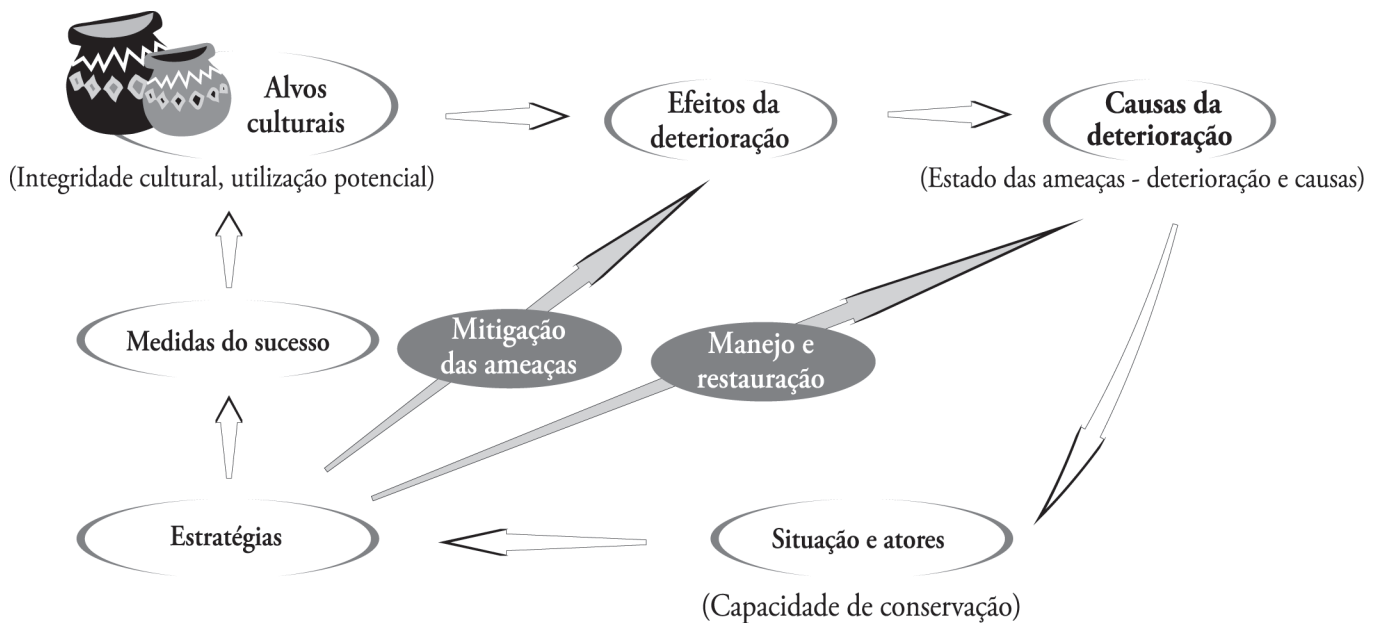 Alvos
culturais
(Integridade cultural, utilização potencial)
Efeitos da
deterioração
Causas da
deterioração
(Estado das ameaças - deterioração e causas)
Medidas do sucesso
Mitigação
das ameaças
Manejo e
restauração
Estratégias
Situação e atores
(Capacidade de conservação)